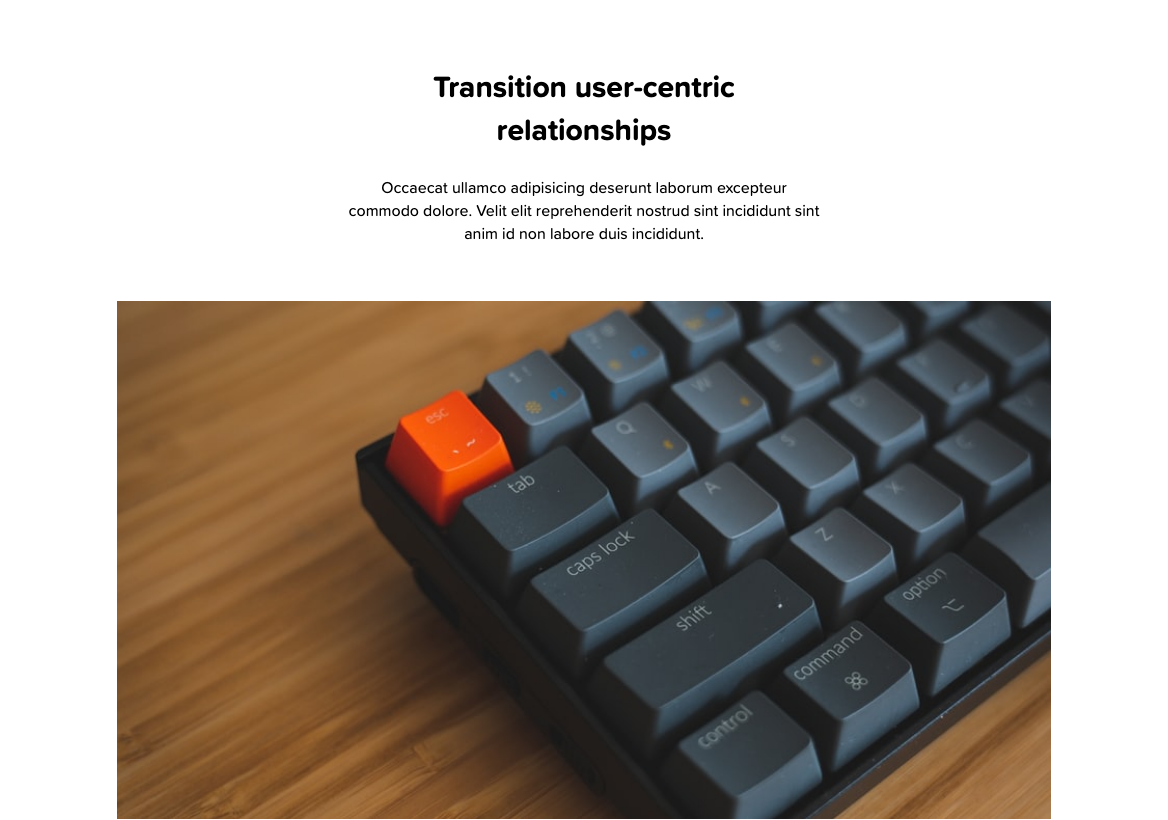 Transition user-centric
relationships
Occaecat ullamco adipisicing deserunt laborum excepteur
commodo dolore. Velit elit reprehenderit nostrud sint incididunt sint
anim id non labore duis incididunt.
esc
1 !
tab
Q
W
E
caps lock
A
S
D
F
shift
Z
X
C
control
command
option